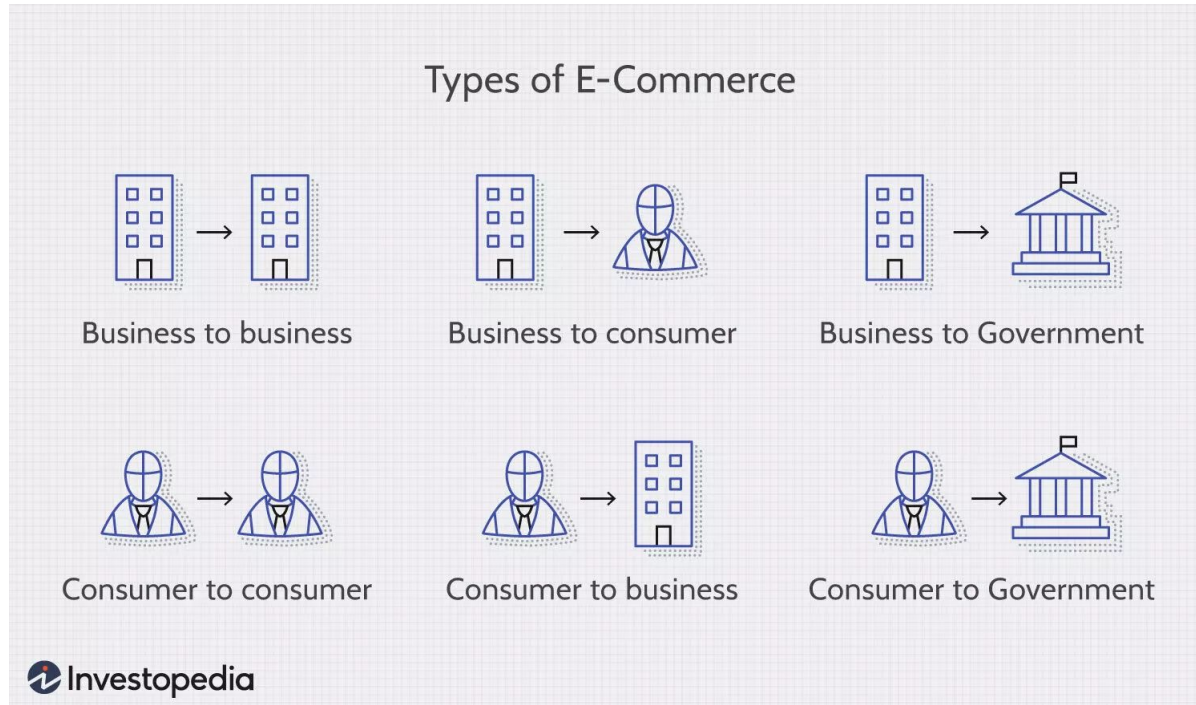 Types of E-Commerce
Business to business
Business to consumer
Business to Government
Consumer to consumer
Consumer to business
Consumer to Government
Investopedia